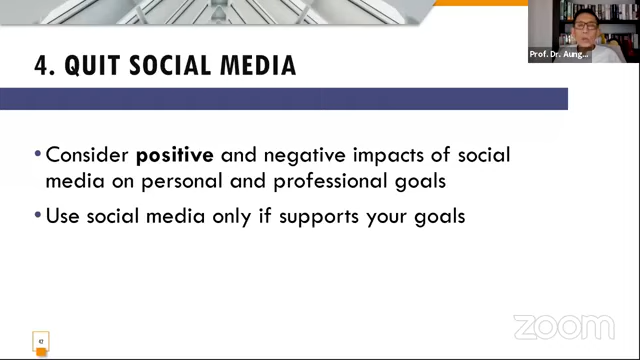 Prof. Dr. Aung...
4. QUIT SOCIAL MEDIA
• Consider positive and negative impacts of social
media on personal and professional goals
• Use social media only if supports your goals
zoom